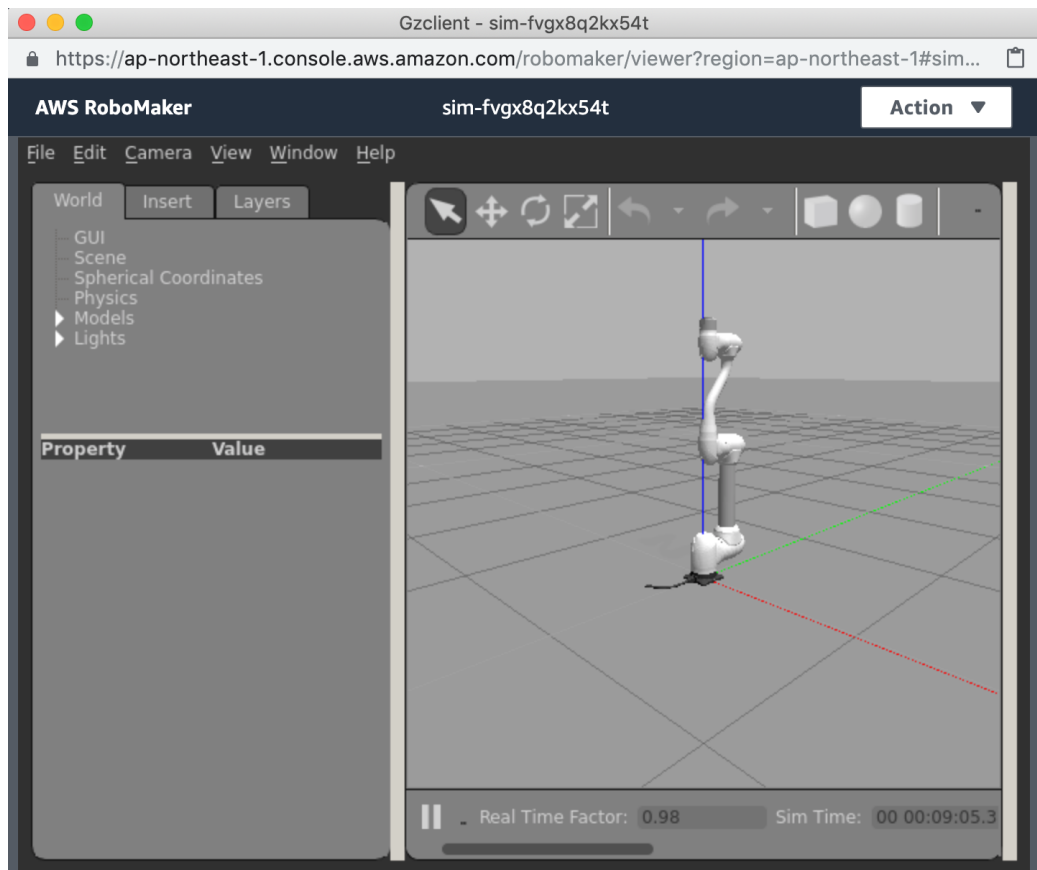 Gzclient - sim-fvgx8q2kx54t
https://ap-northeast-1.console.aws.amazon.com/robomaker/viewer?region=ap-northeast-1#sim...
AWS RoboMaker sim-fvgx8q2kx54t Action
File Edit Camera View Window Help
World Insert Layers
GUI
Scene
Spherical Coordinates
Physics
Models
Lights
Property Value
Real Time Factor: 0.98 Sim Time: 00 00:09:05.3